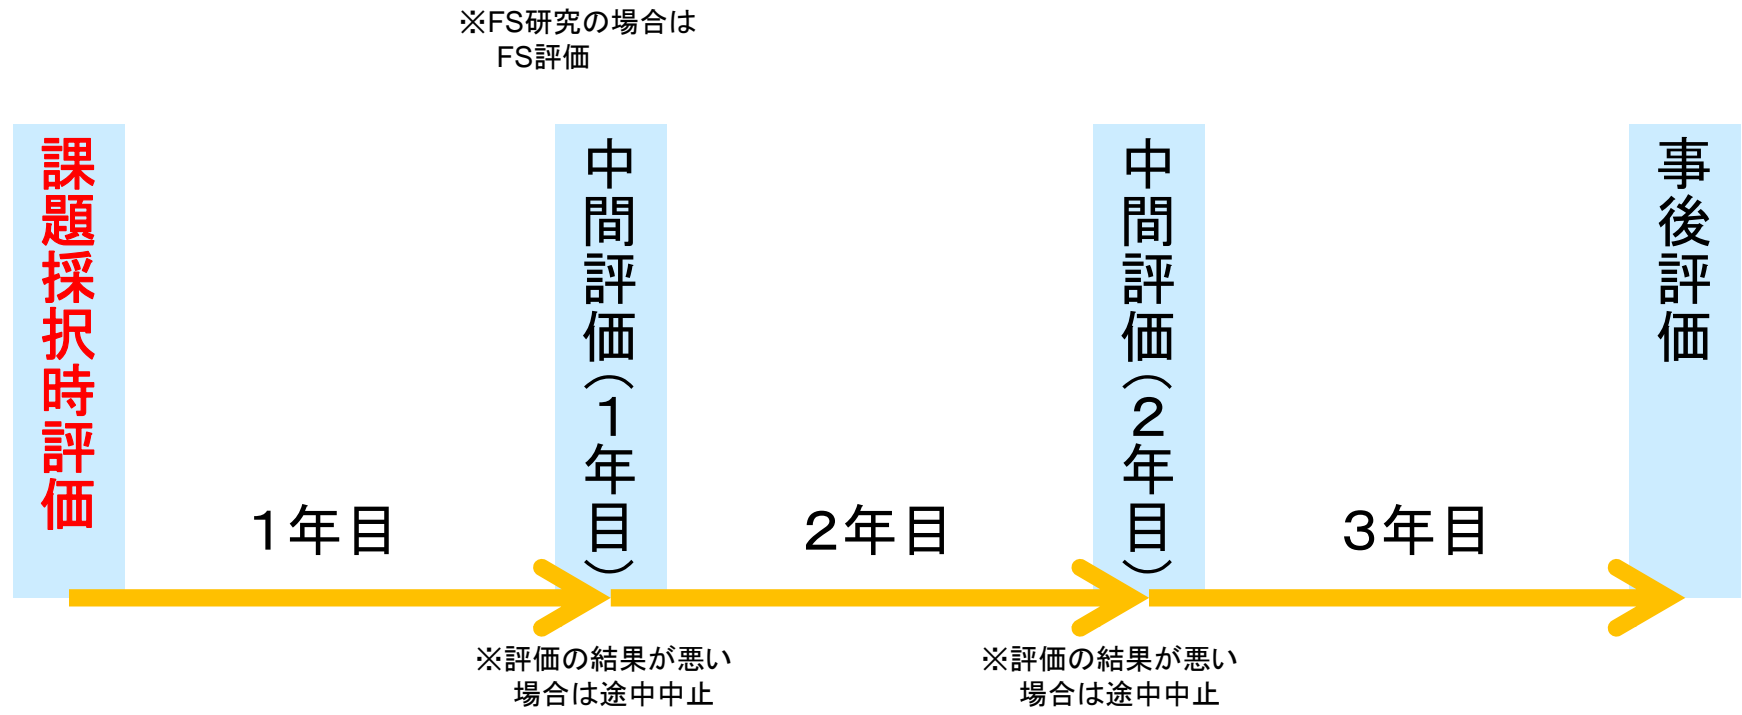 ※FS研究の場合は
FS評価
課題採択時評価
中間評価(１年目)
中間評価(２年目)
事後評価
１年目
２年目
３年目
※評価の結果が悪い
場合は途中中止
※評価の結果が悪い
場合は途中中止